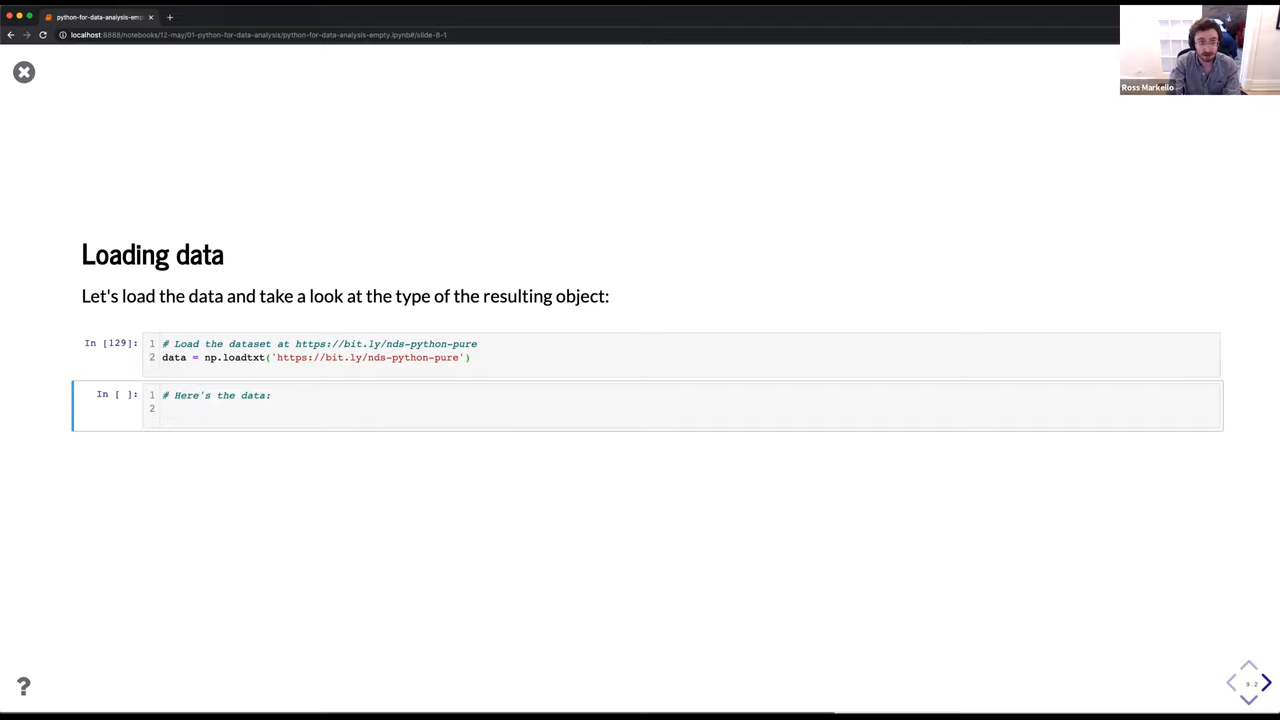 python-for-data-analysis-em
localhost:8888/notebooks/12-may/01-python-for-data-analysis/python-for-data-analysis-empty.ipynb#/slide-8-1
Ross Markello
Loading data
Let's load the data and take a look at the type of the resulting object:
In [129]:
1 # Load the dataset at https://bit.ly/nds-python-pure
2 data = np.loadtxt('https://bit.ly/nds-python-pure')
In [ ]:
1 # Here's the data:
2
?
9.2